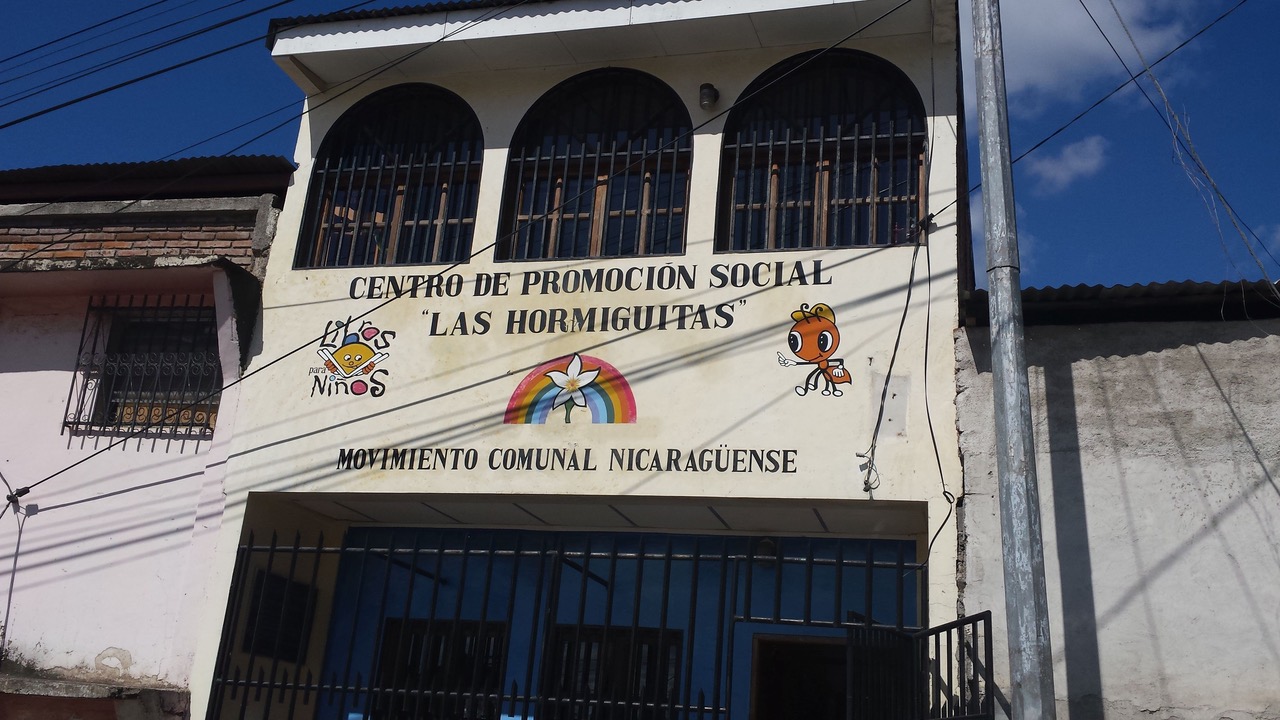 CENTRO DE PROMOCIÓN SOCIAL
"LAS HORMIGUITAS"
Libros
para
NiÑOS
MOVIMIENTO COMUNAL NICARAGÜENSE